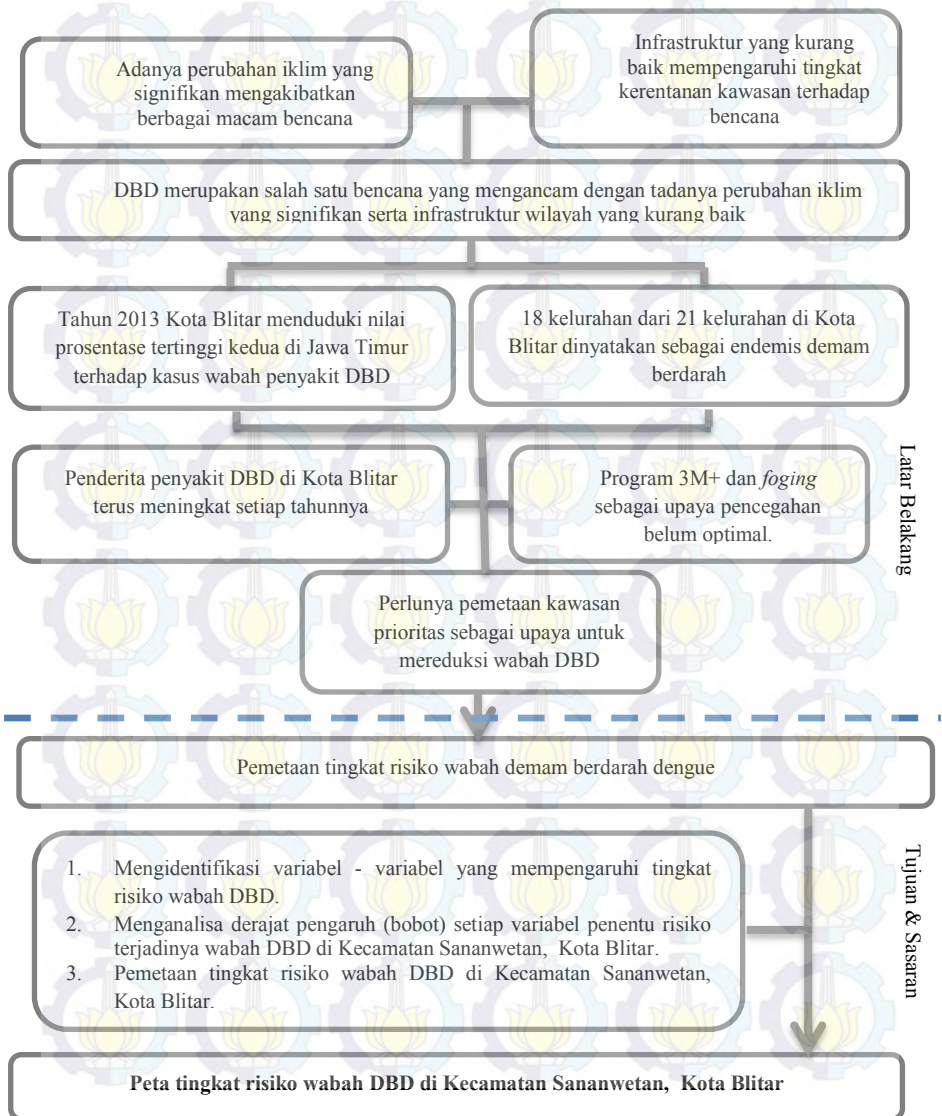 Adanya perubahan iklim yang
signifikan mengakibatkan
berbagai macam bencana
Infrastruktur yang kurang
baik mempengaruhi tingkat
kerentanan kawasan terhadap
bencana
DBD merupakan salah satu bencana yang mengancam dengan tadanya perubahan iklim
yang signifikan serta infrastruktur wilayah yang kurang baik
Tahun 2013 Kota Blitar menduduki nilai
prosentase tertinggi kedua di Jawa Timur
terhadap kasus wabah penyakit DBD
18 kelurahan dari 21 kelurahan di Kota
Blitar dinyatakan sebagai endemis demam
berdarah
Penderita penyakit DBD di Kota Blitar
terus meningkat setiap tahunnya
Program 3M+ dan foging
sebagai upaya pencegahan
belum optimal.
Perlunya pemetaan kawasan
prioritas sebagai upaya untuk
mereduksi wabah DBD
Latar Belakang
Pemetaan tingkat risiko wabah demam berdarah dengue
1. Mengidentifikasi variabel - variabel yang mempengaruhi tingkat
risiko wabah DBD.
2. Menganalisa derajat pengaruh (bobot) setiap variabel penentu risiko
terjadinya wabah DBD di Kecamatan Sananwetan, Kota Blitar.
3. Pemetaan tingkat risiko wabah DBD di Kecamatan Sananwetan,
Kota Blitar.
Tujuan & Sasaran
Peta tingkat risiko wabah DBD di Kecamatan Sananwetan, Kota Blitar